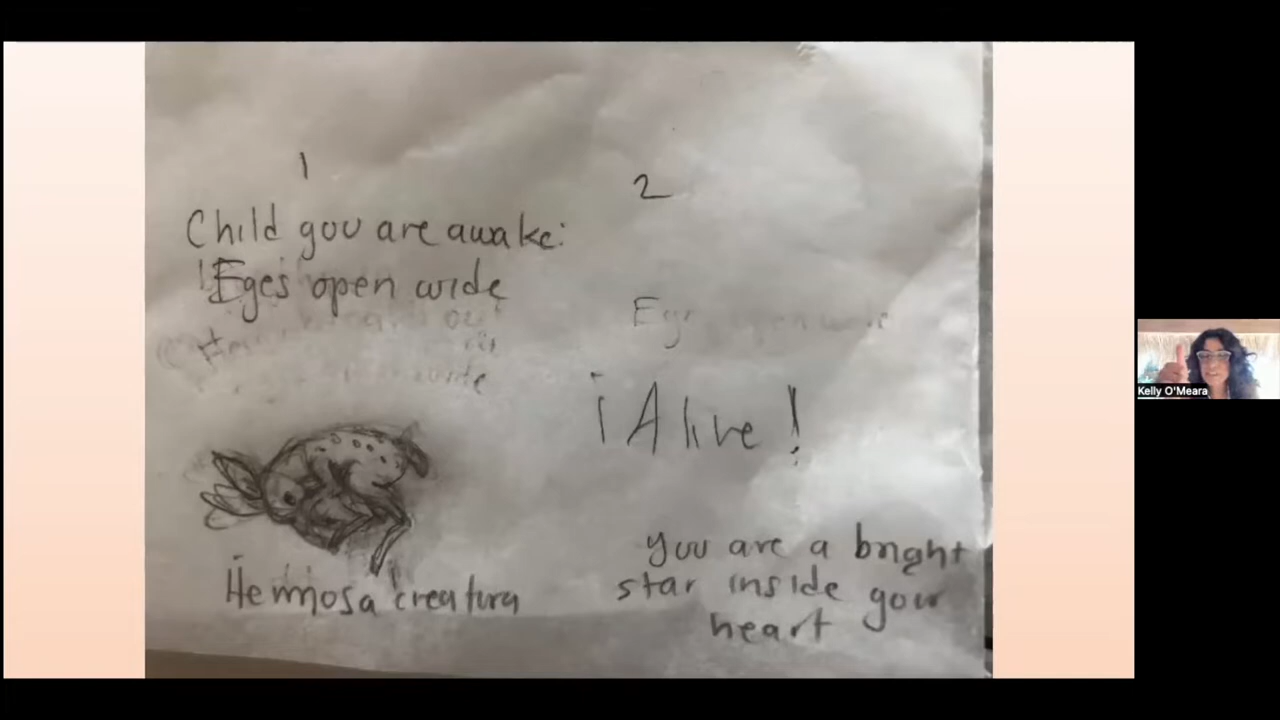 1
Child you are awake:
Eyes open wide
Hermosa creatura
2
¡Alive!
you are a bright
star inside your
heart
Kelly O'Meara